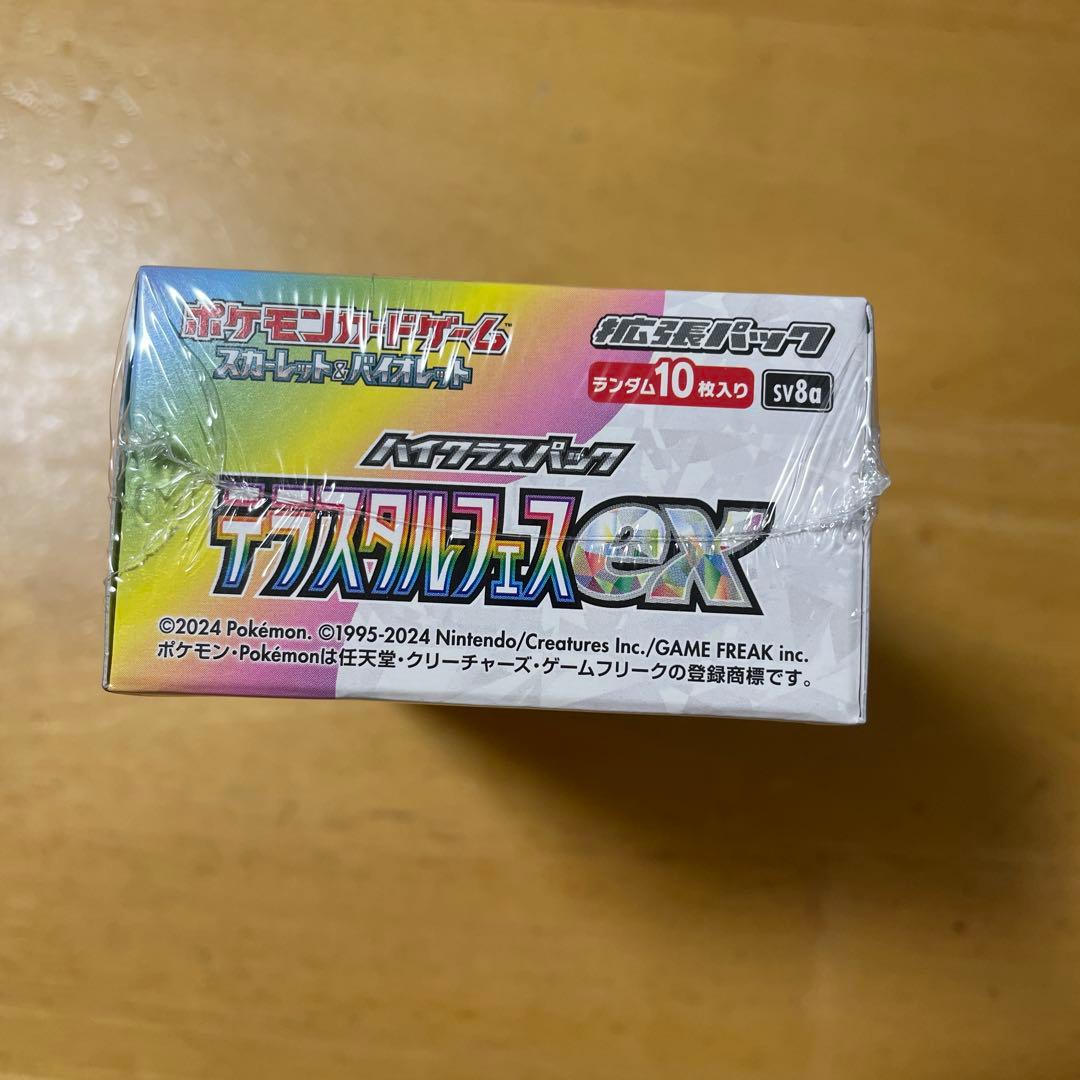 ポケモンカードゲーム™
スカーレット&バイオレット
拡張パック
ランダム10枚入り
SV8a
ハイクラスパック
テラスタルフェスex
©2024 Pokémon. ©1995-2024 Nintendo/Creatures Inc./GAME FREAK inc.
ポケモン・Pokémonは任天堂・クリーチャーズ・ゲームフリークの登録商標です。